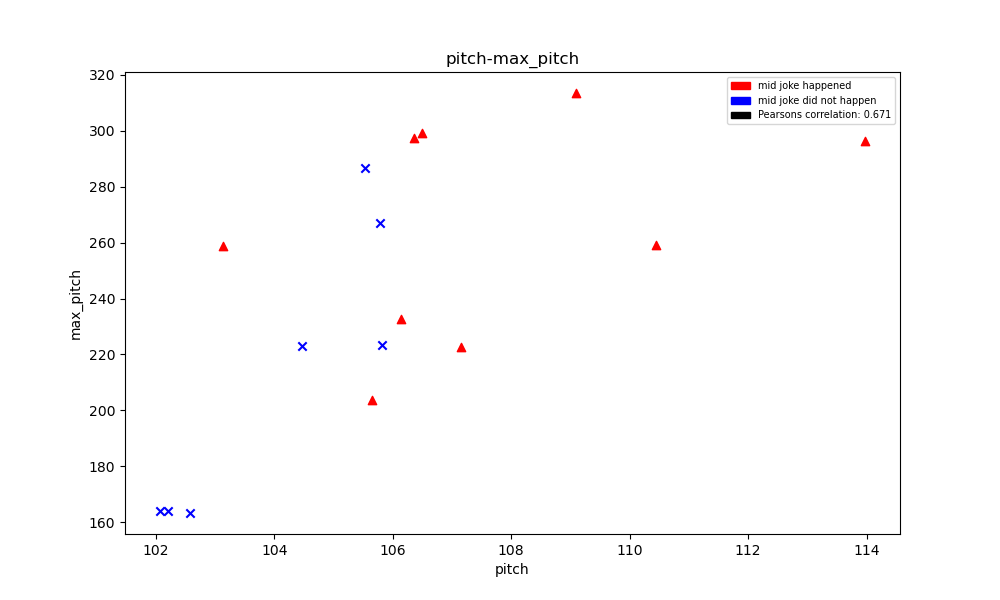 pitch-max_pitch
mid joke happened
mid joke did not happen
Pearsons correlation: 0.671
max_pitch
320
300
280
260
240
220
200
180
160
102 104 106 108 110 112 114
pitch